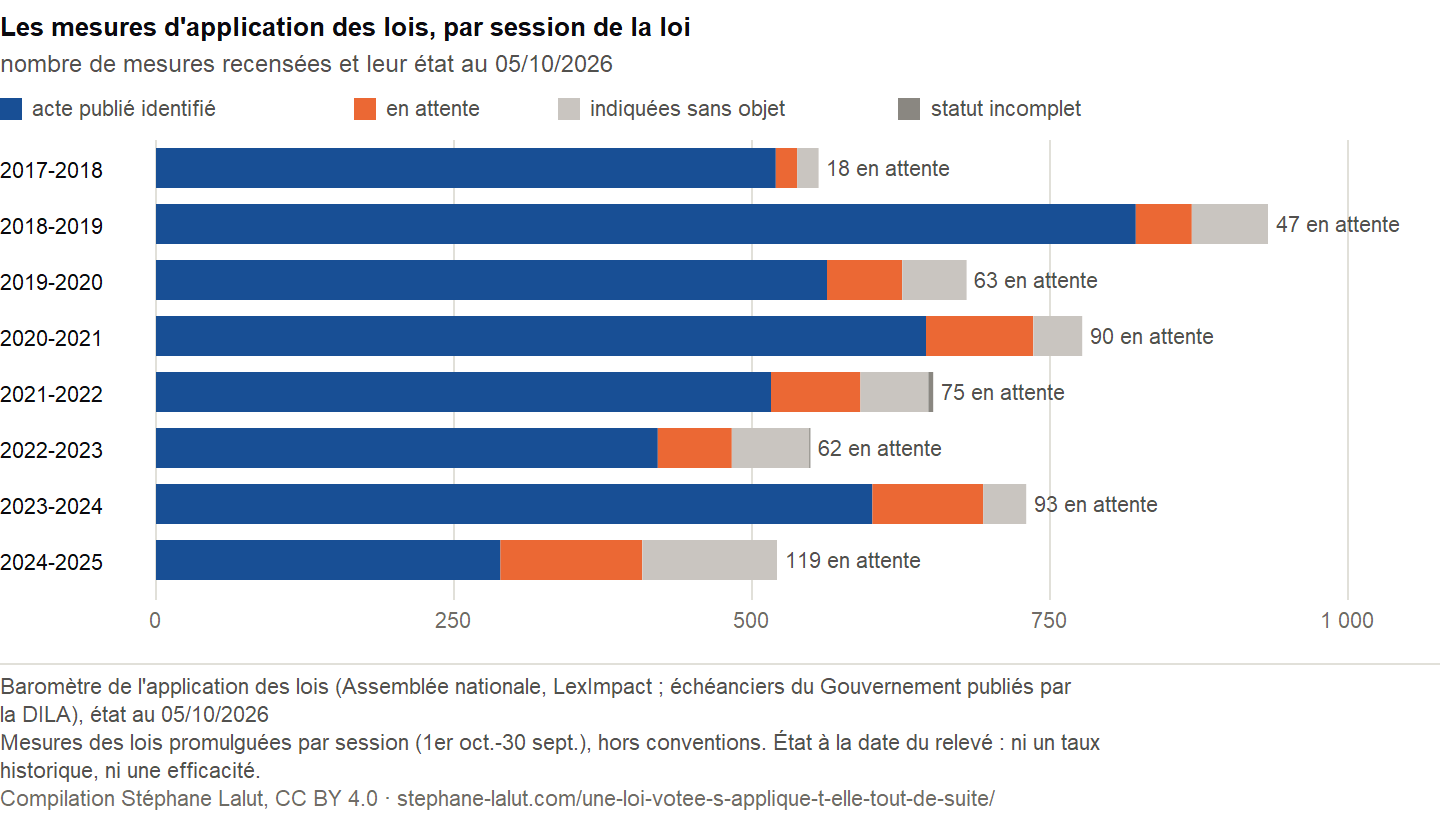 Les mesures d'application des lois, par session de la loi
nombre de mesures recensées et leur état au 05/10/2026
acte publié identifié en attente indiquées sans objet statut incomplet
2017-2018 18 en attente
2018-2019 47 en attente
2019-2020 63 en attente
2020-2021 90 en attente
2021-2022 75 en attente
2022-2023 62 en attente
2023-2024 93 en attente
2024-2025 119 en attente
0 250 500 750 1 000
Baromètre de l'application des lois (Assemblée nationale, LexImpact ; échéanciers du Gouvernement publiés par
la DILA), état au 05/10/2026
Mesures des lois promulguées par session (1er oct.-30 sept.), hors conventions. État à la date du relevé : ni un taux
historique, ni une efficacité.
Compilation Stéphane Lalut, CC BY 4.0 · stephane-lalut.com/une-loi-votee-s-applique-t-elle-tout-de-suite/